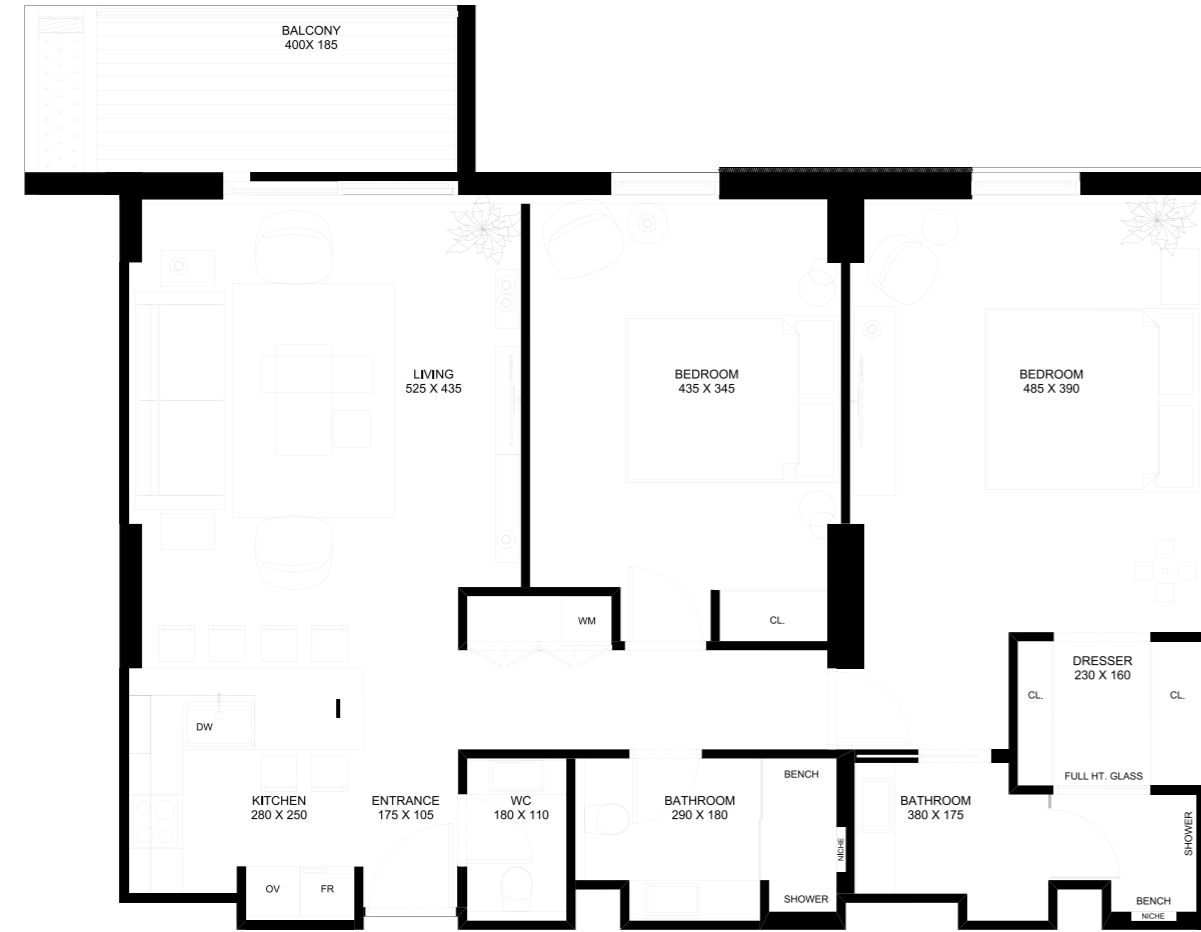 BALCONY
400X 185
LIVING
525 X 435
BEDROOM
435 X 345
BEDROOM
485 X 390
WM
CL.
DRESSER
230 X 160
CL.
CL.
DW
FULL HT. GLASS
BENCH
KITCHEN
280 X 250
ENTRANCE
175 X 105
WC
180 X 110
BATHROOM
290 X 180
BATHROOM
380 X 175
SHOWER
NICHE
OV
FR
SHOWER
BENCH
NICHE